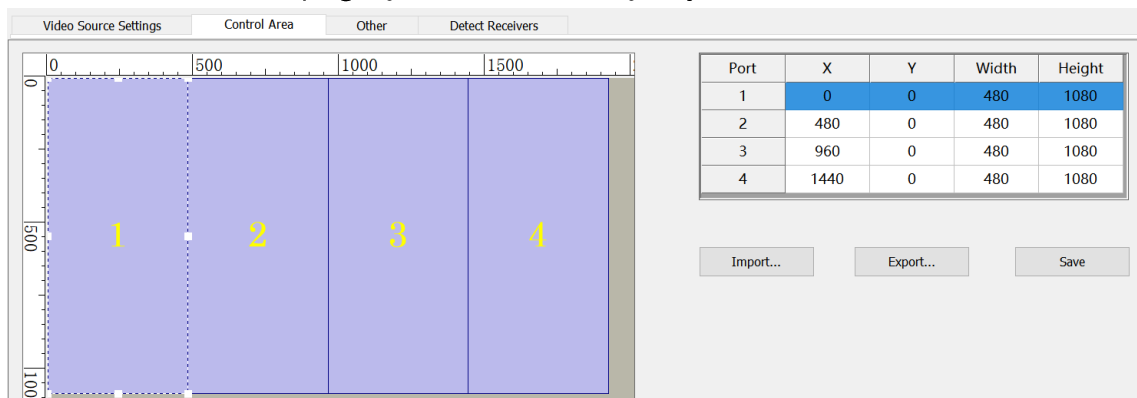 Video Source Settings Control Area Other Detect Receivers
0 500 1000 1500
0
500
100
1 2 3 4
Port X Y Width Height
1 0 0 480 1080
2 480 0 480 1080
3 960 0 480 1080
4 1440 0 480 1080
Import... Export... Save